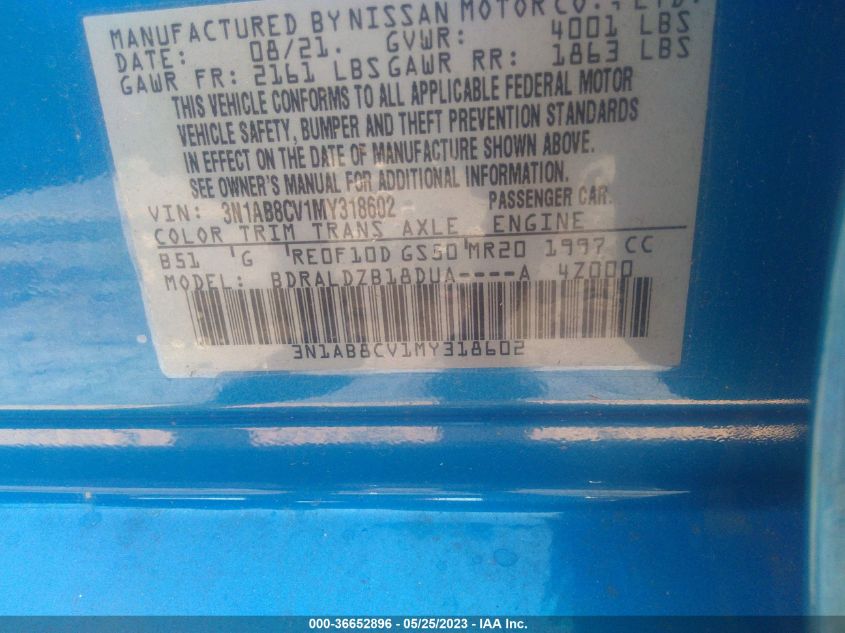 MANUFACTURED BY NISSAN MOTOR CO., LTD.
DATE: 08/21. GVWR: 4001 LBS
GAWR FR: 2161 LBS GAWR RR: 1863 LBS
THIS VEHICLE CONFORMS TO ALL APPLICABLE FEDERAL MOTOR
VEHICLE SAFETY, BUMPER AND THEFT PREVENTION STANDARDS
IN EFFECT ON THE DATE OF MANUFACTURE SHOWN ABOVE.
SEE OWNER'S MANUAL FOR ADDITIONAL INFORMATION.
VIN: 3N1AB8CV1MY318602 PASSENGER CAR.
COLOR TRIM TRANS AXLE ENGINE
B51 G RE0F10D GS50 MR20 1997 CC
MODEL: BDRALDZB18DUA----A 4Z000
3N1AB8CV1MY318602
000-36652896 - 05/25/2023 - IAA Inc.